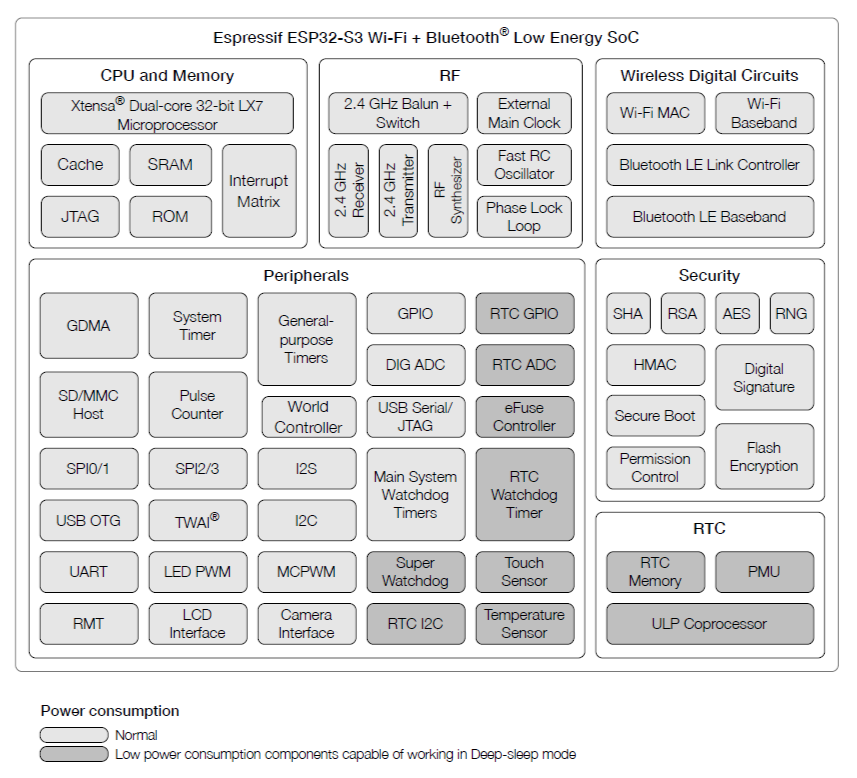 Espressif ESP32-S3 Wi-Fi + Bluetooth® Low Energy SoC
CPU and Memory
Xtensa® Dual-core 32-bit LX7
Microprocessor
Cache
SRAM
Interrupt
Matrix
JTAG
ROM
RF
2.4 GHz Balun +
Switch
External
Main Clock
2.4 GHz
Receiver
2.4 GHz
Transmitter
RF
Synthesizer
Fast RC
Oscillator
Phase Lock
Loop
Wireless Digital Circuits
Wi-Fi MAC
Wi-Fi
Baseband
Bluetooth LE Link Controller
Bluetooth LE Baseband
Peripherals
GDMA
System
Timer
General-
purpose
Timers
GPIO
RTC GPIO
DIG ADC
RTC ADC
SD/MMC
Host
Pulse
Counter
World
Controller
USB Serial/
JTAG
eFuse
Controller
SPI0/1
SPI2/3
I2S
Main System
Watchdog
Timers
RTC
Watchdog
Timer
USB OTG
TWAI®
I2C
UART
LED PWM
MCPWM
Super
Watchdog
Touch
Sensor
RMT
LCD
Interface
Camera
Interface
RTC I2C
Temperature
Sensor
Security
SHA
RSA
AES
RNG
HMAC
Digital
Signature
Secure Boot
Flash
Encryption
Permission
Control
RTC
RTC
Memory
PMU
ULP Coprocessor
Power consumption
Normal
Low power consumption components capable of working in Deep-sleep mode